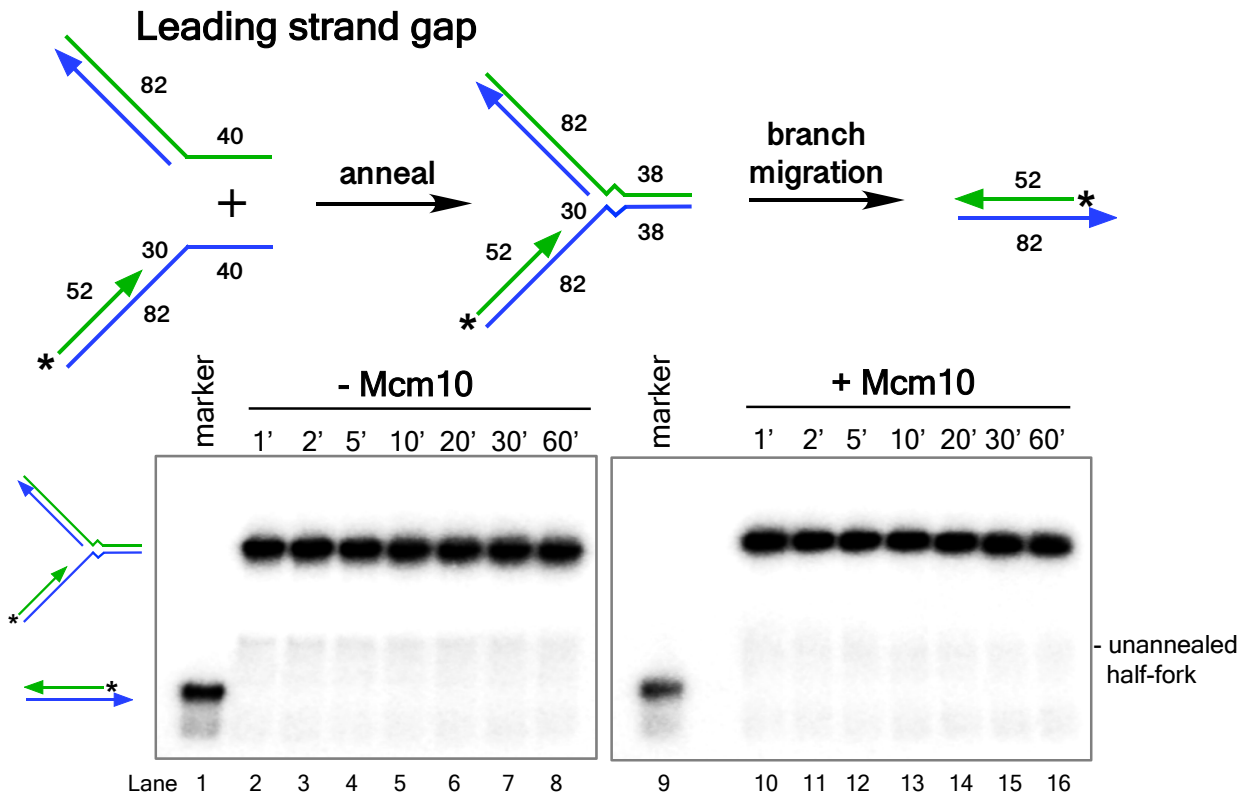 Leading strand gap
82
40
+
30
40
52
82
*
anneal
82
38
30
38
52
82
*
branch
migration
52
*
82
marker
- Mcm10
1’ 2’ 5’ 10’ 20’ 30’ 60’
marker
+ Mcm10
1’ 2’ 5’ 10’ 20’ 30’ 60’
*
*
- unannealed
half-fork
Lane 1 2 3 4 5 6 7 8 9 10 11 12 13 14 15 16